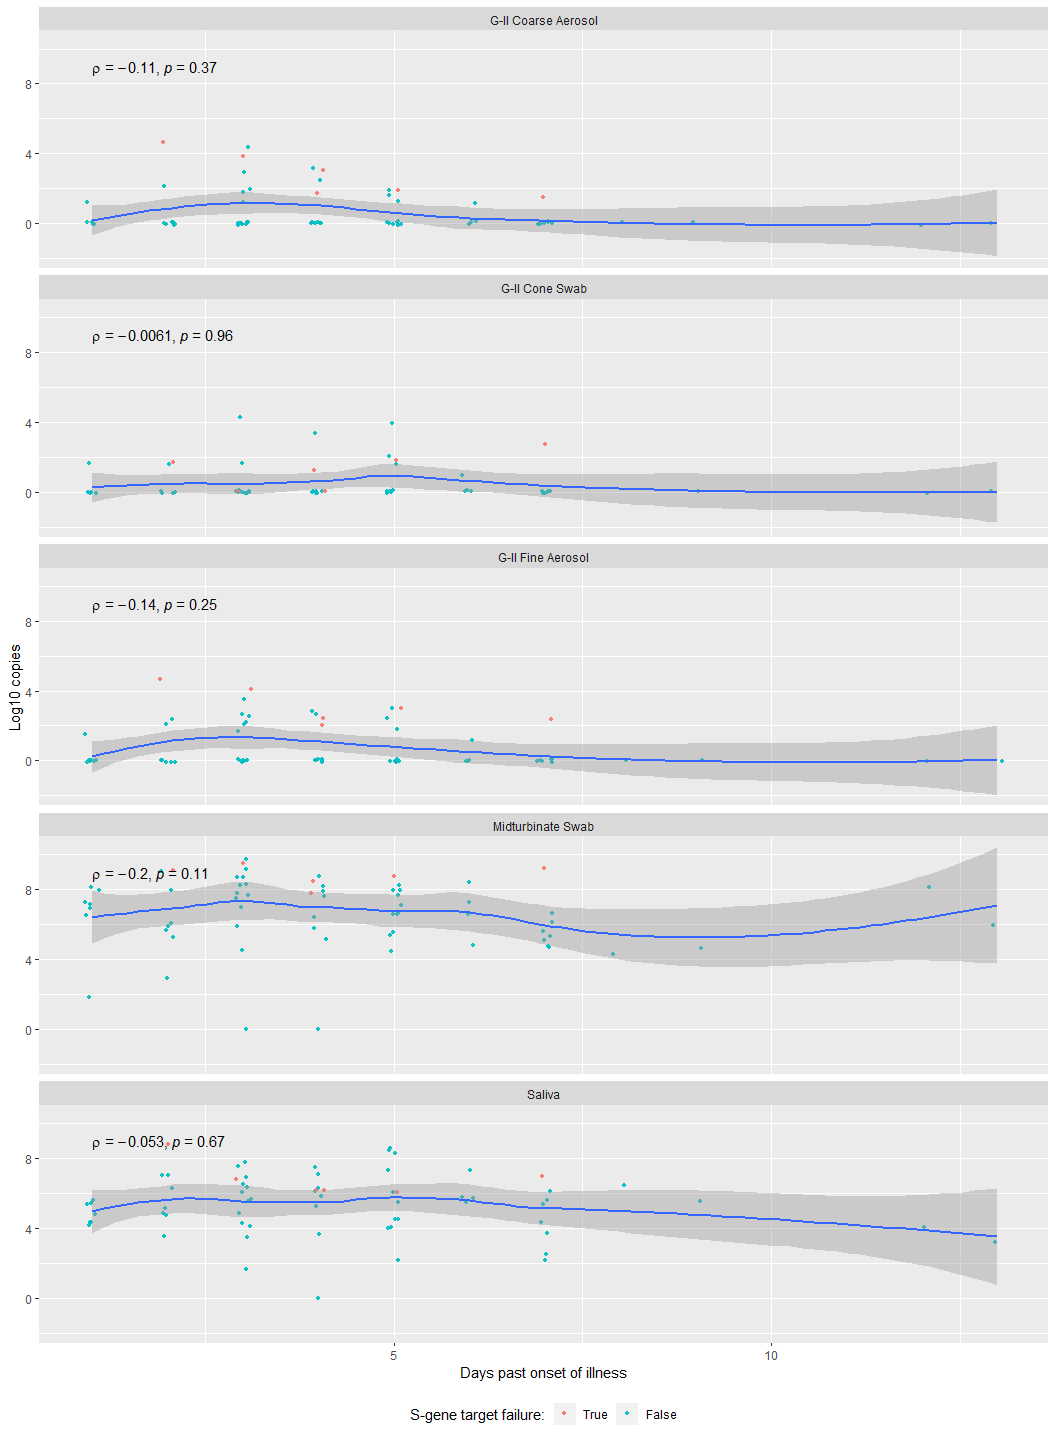 G-II Coarse Aerosol
ρ = −0.11, p = 0.37
8
4
0
G-II Cone Swab
ρ = −0.0061, p = 0.96
8
4
0
G-II Fine Aerosol
ρ = −0.14, p = 0.25
8
4
0
Log10 copies
Midturbinate Swab
ρ = −0.2, p = 0.11
8
4
0
Saliva
ρ = −0.053, p = 0.67
8
4
0
5 10
Days past onset of illness
S-gene target failure: True False